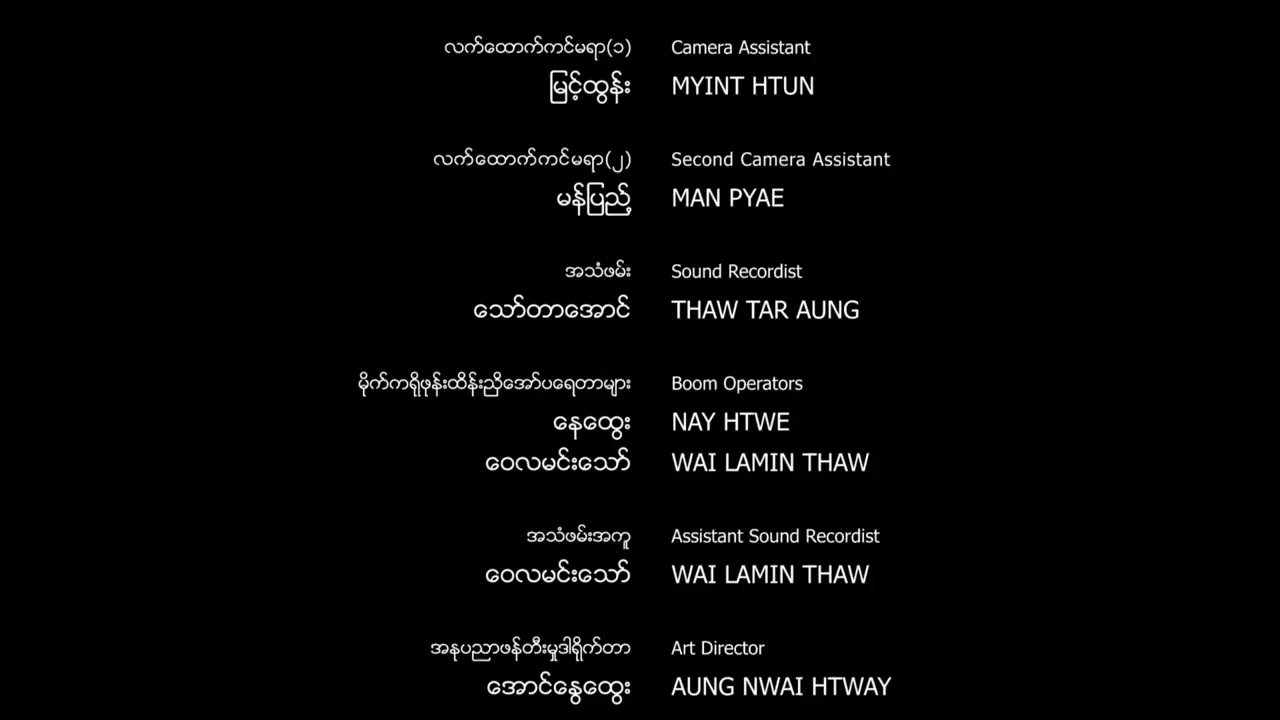 လက်ထောက်ကင်မရာ(၁) Camera Assistant
မြင့်ထွန်း MYINT HTUN
လက်ထောက်ကင်မရာ(၂) Second Camera Assistant
မန်ပြည့် MAN PYAE
အသံဖမ်း Sound Recordist
သော်တာအောင် THAW TAR AUNG
မိုက်ကရိုဖုန်းထိန်းညှိအော်ပရေတာများ Boom Operators
နေထွေး NAY HTWE
ဝေလမင်းသော် WAI LAMIN THAW
အသံဖမ်းအကူ Assistant Sound Recordist
ဝေလမင်းသော် WAI LAMIN THAW
အနုပညာဖန်တီးမှုဒါရိုက်တာ Art Director
အောင်နွေထွေး AUNG NWAI HTWAY